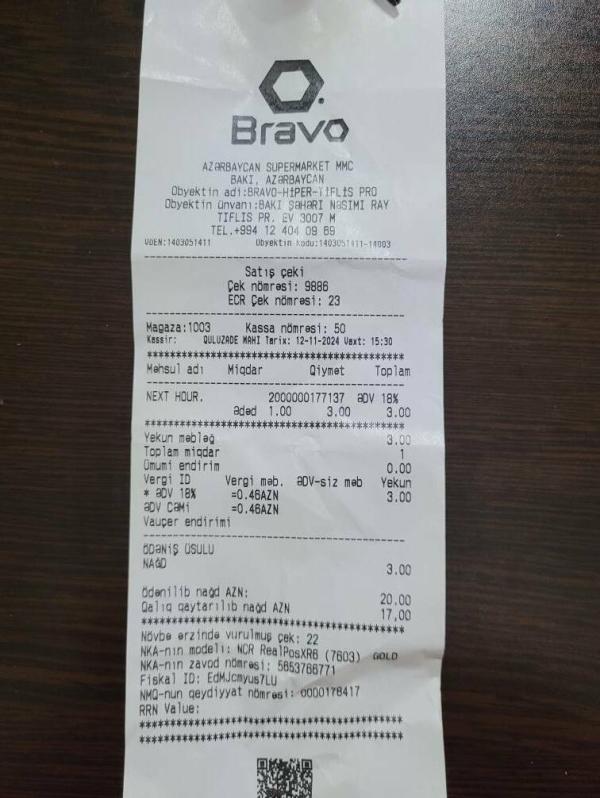 Bravo
AZƏRBAYCAN SUPERMARKET MMC
BAKI, AZƏRBAYCAN
Obyektin adi:BRAVO-HİPER-TİFLİS PRO
Obyektin ünvanı:BAKI ŞƏHƏRİ NƏSİMİ RAY
TIFLIS PR. EV 3007 M
TEL.+994 12 404 09 69
VOEN:1403051411 Obyektin kodu:1403051411-14003
Satış çeki
Çek nömrəsi: 9886
ECR Çek nömrəsi: 23
Magaza:1003 Kassa nömrəsi: 50
Kassir: QULUZADE MAHI Tarix: 12-11-2024 Vaxt: 15:30
********************************************
Məhsul adı Miqdar Qiymet Toplam
NEXT HOUR. 2000000177137 ƏDV 18%
ədəd 1.00 3.00 3.00
********************************************
Yekun məbləğ 3.00
Toplam miqdar 1
Ümumi endirim 0.00
Vergi ID Vergi məb. ƏDV-siz məb Yekun
* ƏDV 18% =0.46AZN 3.00
ƏDV CƏMİ =0.46AZN
Vauçer endirimi
ÖDƏNİŞ ÜSULU
NAĞD 3.00
Ödənilib nağd AZN: 20.00
Qalıq qaytarılıb nağd AZN 17.00
********************************************
Növbə ərzində vurulmuş çek: 22
NKA-nın modeli: NCR RealPosXR6 (7603) GOLD
NKA-nın zavod nömrəsi: 5653766771
Fiskal ID: EdMJcmyus7LU
NMQ-nun qeydiyyat nömrəsi: 0000176417
RRN Value:
********************************************
********************************************